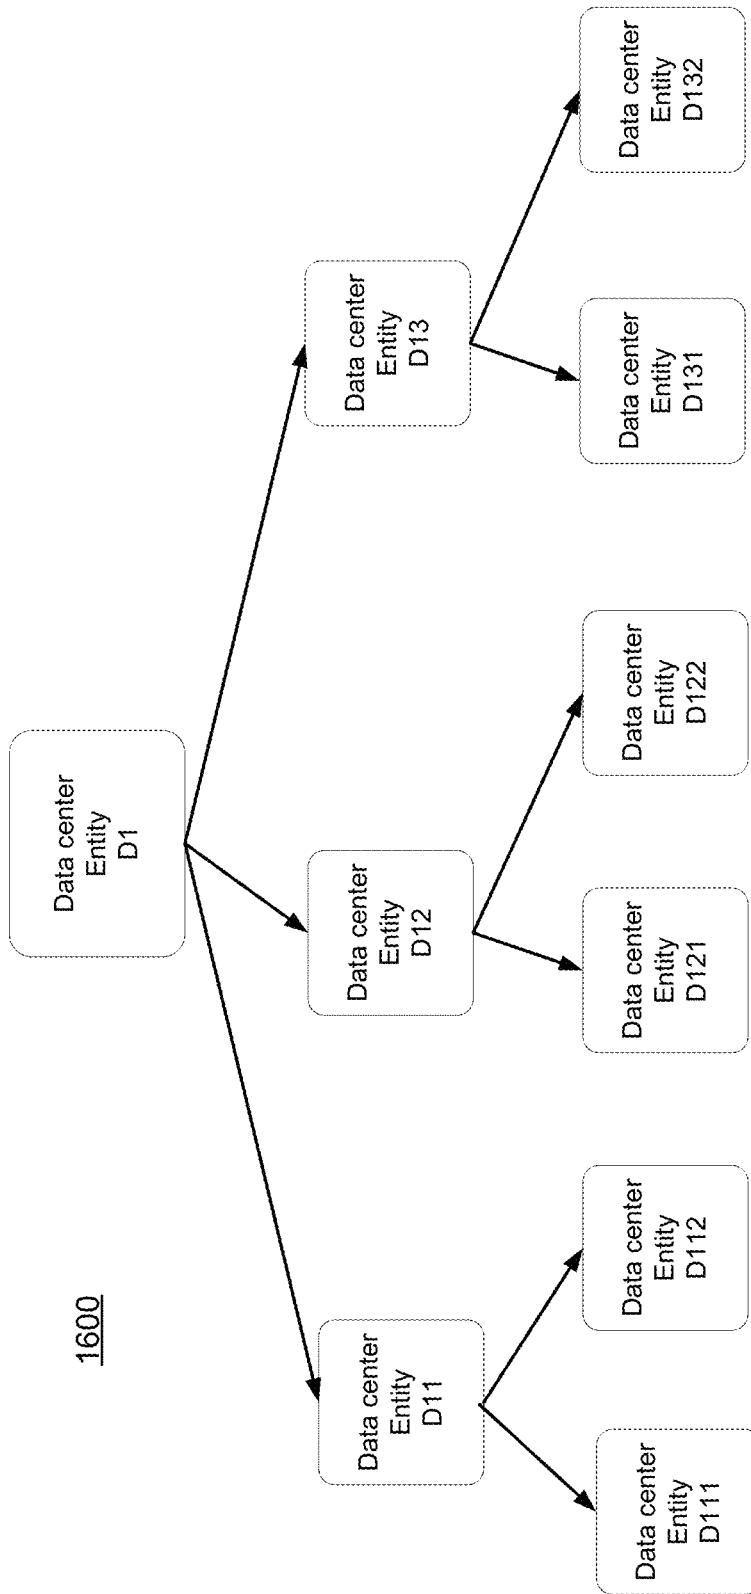 1600
Data center
Entity
D1
Data center
Entity
D11
Data center
Entity
D12
Data center
Entity
D13
Data center
Entity
D111
Data center
Entity
D112
Data center
Entity
D121
Data center
Entity
D122
Data center
Entity
D131
Data center
Entity
D132